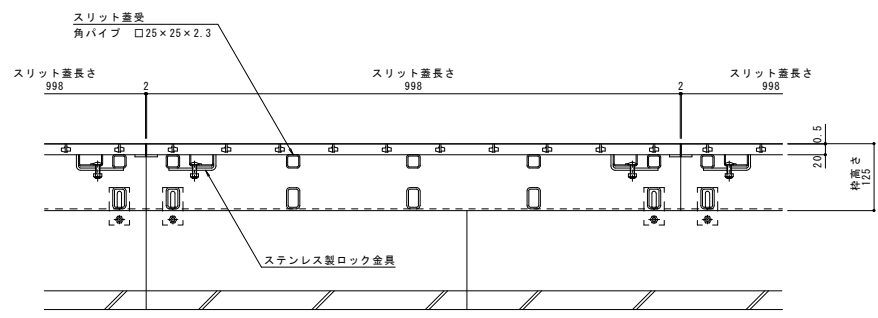 スリット蓋受
角パイプ □25×25×2.3
スリット蓋長さ
998
2
スリット蓋長さ
998
2
スリット蓋長さ
998
0.5
20
枠高さ
125
ステンレス製ロック金具